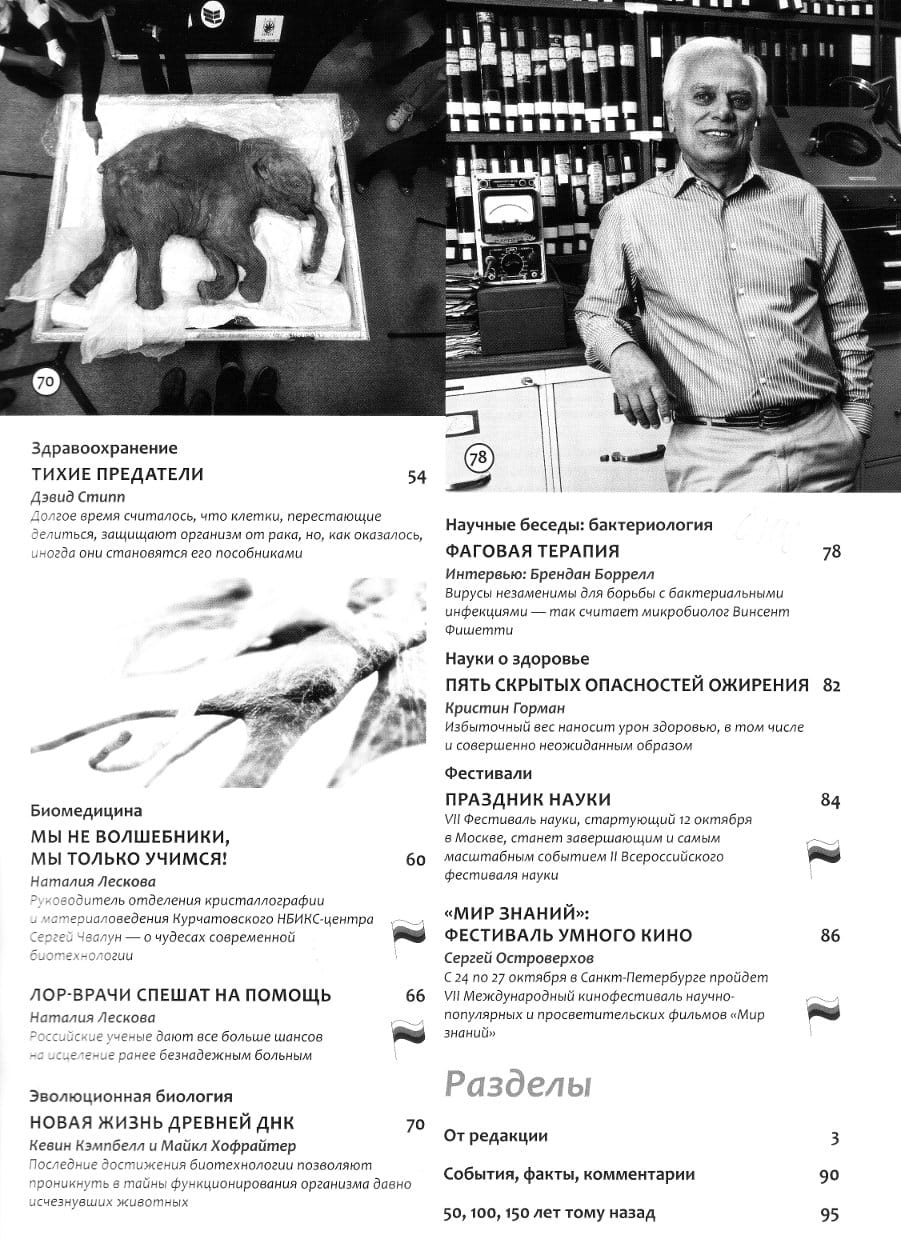 70
Здравоохранение
ТИХИЕ ПРЕДАТЕЛИ 54
Дэвид Стипп
Долгое время считалось, что клетки, перестающие
делиться, защищают организм от рака, но, как оказалось,
иногда они становятся его пособниками
Биомедицина
МЫ НЕ ВОЛШЕБНИКИ,
МЫ ТОЛЬКО УЧИМСЯ! 60
Наталия Лескова
Руководитель отделения кристаллографии
и материаловедения Курчатовского НБИКС-центра
Сергей Чвалун — о чудесах современной
биотехнологии
ЛОР-ВРАЧИ СПЕШАТ НА ПОМОЩЬ 66
Наталия Лескова
Российские ученые дают все больше шансов
на исцеление ранее безнадежным больным
Эволюционная биология
НОВАЯ ЖИЗНЬ ДРЕВНЕЙ ДНК 70
Кевин Кэмпбелл и Майкл Хофрайтер
Последние достижения биотехнологии позволяют
проникнуть в тайны функционирования организма давно
исчезнувших животных
78
Научные беседы: бактериология
ФАГОВАЯ ТЕРАПИЯ 78
Интервью: Брендан Боррелл
Вирусы незаменимы для борьбы с бактериальными
инфекциями — так считает микробиолог Винсент
Фишетти
Науки о здоровье
ПЯТЬ СКРЫТЫХ ОПАСНОСТЕЙ ОЖИРЕНИЯ 82
Кристин Горман
Избыточный вес наносит урон здоровью, в том числе
и совершенно неожиданным образом
Фестивали
ПРАЗДНИК НАУКИ 84
VII Фестиваль науки, стартующий 12 октября
в Москве, станет завершающим и самым
масштабным событием II Всероссийского
фестиваля науки
«МИР ЗНАНИЙ»:
ФЕСТИВАЛЬ УМНОГО КИНО 86
Сергей Островерхов
С 24 по 27 октября в Санкт-Петербурге пройдет
VII Международный кинофестиваль научно-
популярных и просветительских фильмов «Мир
знаний»
Разделы
От редакции 3
События, факты, комментарии 90
50, 100, 150 лет тому назад 95